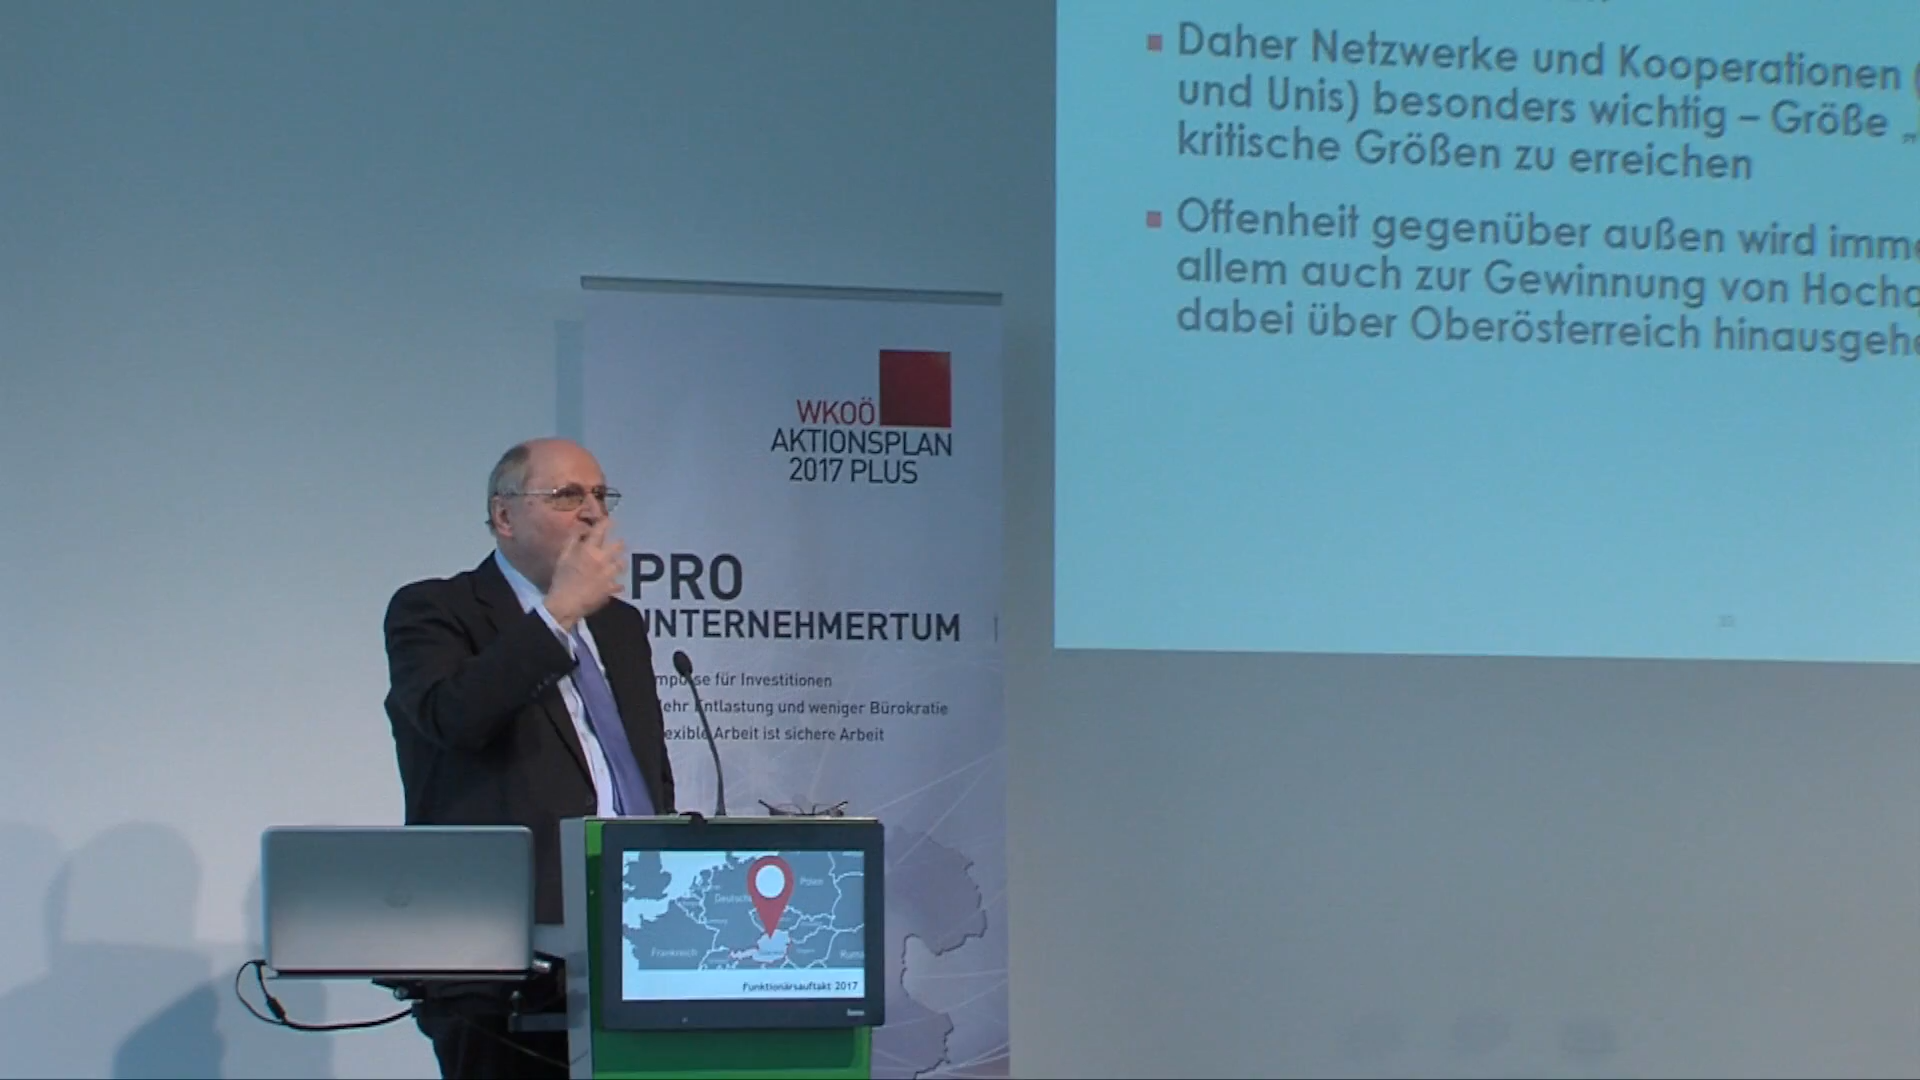 Daher Netzwerke und Kooperationen
und Unis) besonders wichtig – Größe „
kritische Größen zu erreichen
Offenheit gegenüber außen wird
allem auch zur Gewinnung von
dabei über Oberösterreich
WKOÖ
AKTIONSPLAN
2017 PLUS
PRO
UNTERNEHMERTUM
für Investitionen
Entlastung und weniger Bürokratie
Arbeit ist sichere Arbeit
Polen
Frankreich
Funktionärsauftakt 2017